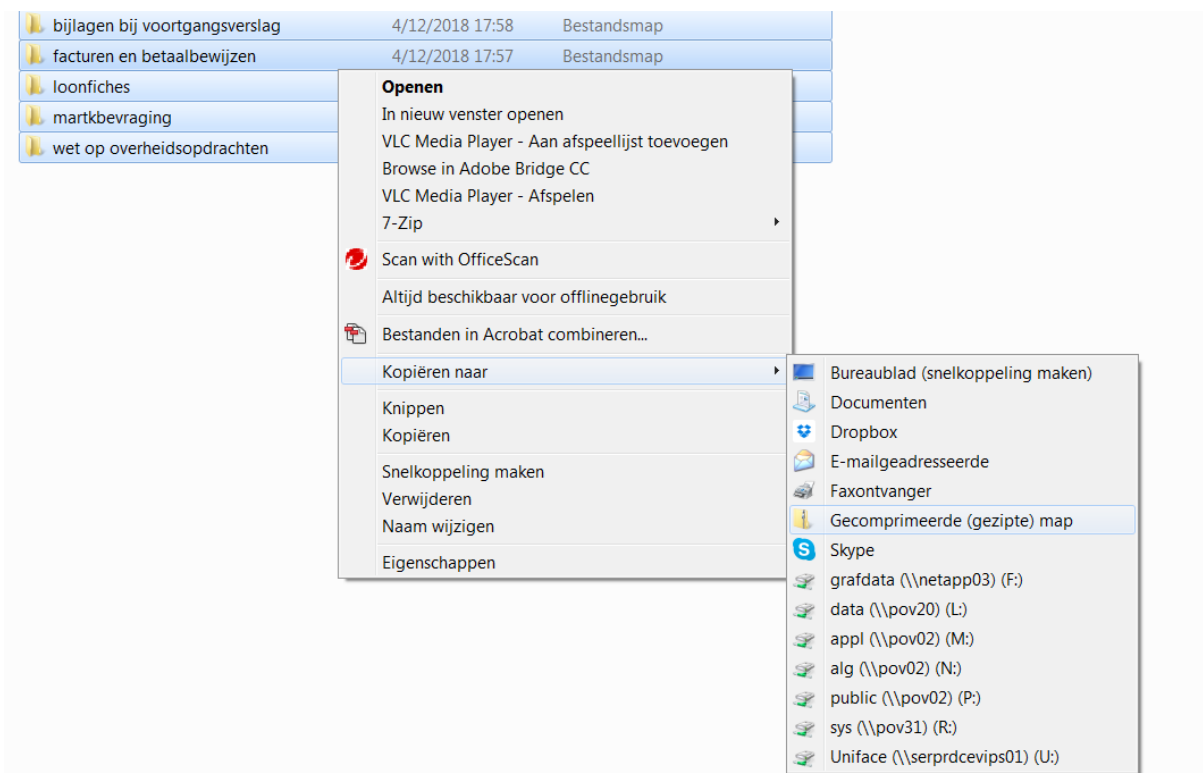 bijlagen bij voortgangsverslag 4/12/2018 17:58 Bestandsmap
facturen en betaalbewijzen 4/12/2018 17:57 Bestandsmap
loonfiches
martkbevraging
wet op overheidsopdrachten
Openen
In nieuw venster openen
VLC Media Player - Aan afspeellijst toevoegen
Browse in Adobe Bridge CC
VLC Media Player - Afspelen
7-Zip
Scan with OfficeScan
Altijd beschikbaar voor offlinegebruik
Bestanden in Acrobat combineren...
Kopiëren naar
Knippen
Kopiëren
Snelkoppeling maken
Verwijderen
Naam wijzigen
Eigenschappen
Bureaublad (snelkoppeling maken)
Documenten
Dropbox
E-mailgeadresseerde
Faxontvanger
Gecomprimeerde (gezipte) map
Skype
grafdata (\\netapp03) (F:)
data (\\pov20) (L:)
appl (\\pov02) (M:)
alg (\\pov02) (N:)
public (\\pov02) (P:)
sys (\\pov31) (R:)
Uniface (\\serprdcevips01) (U:)